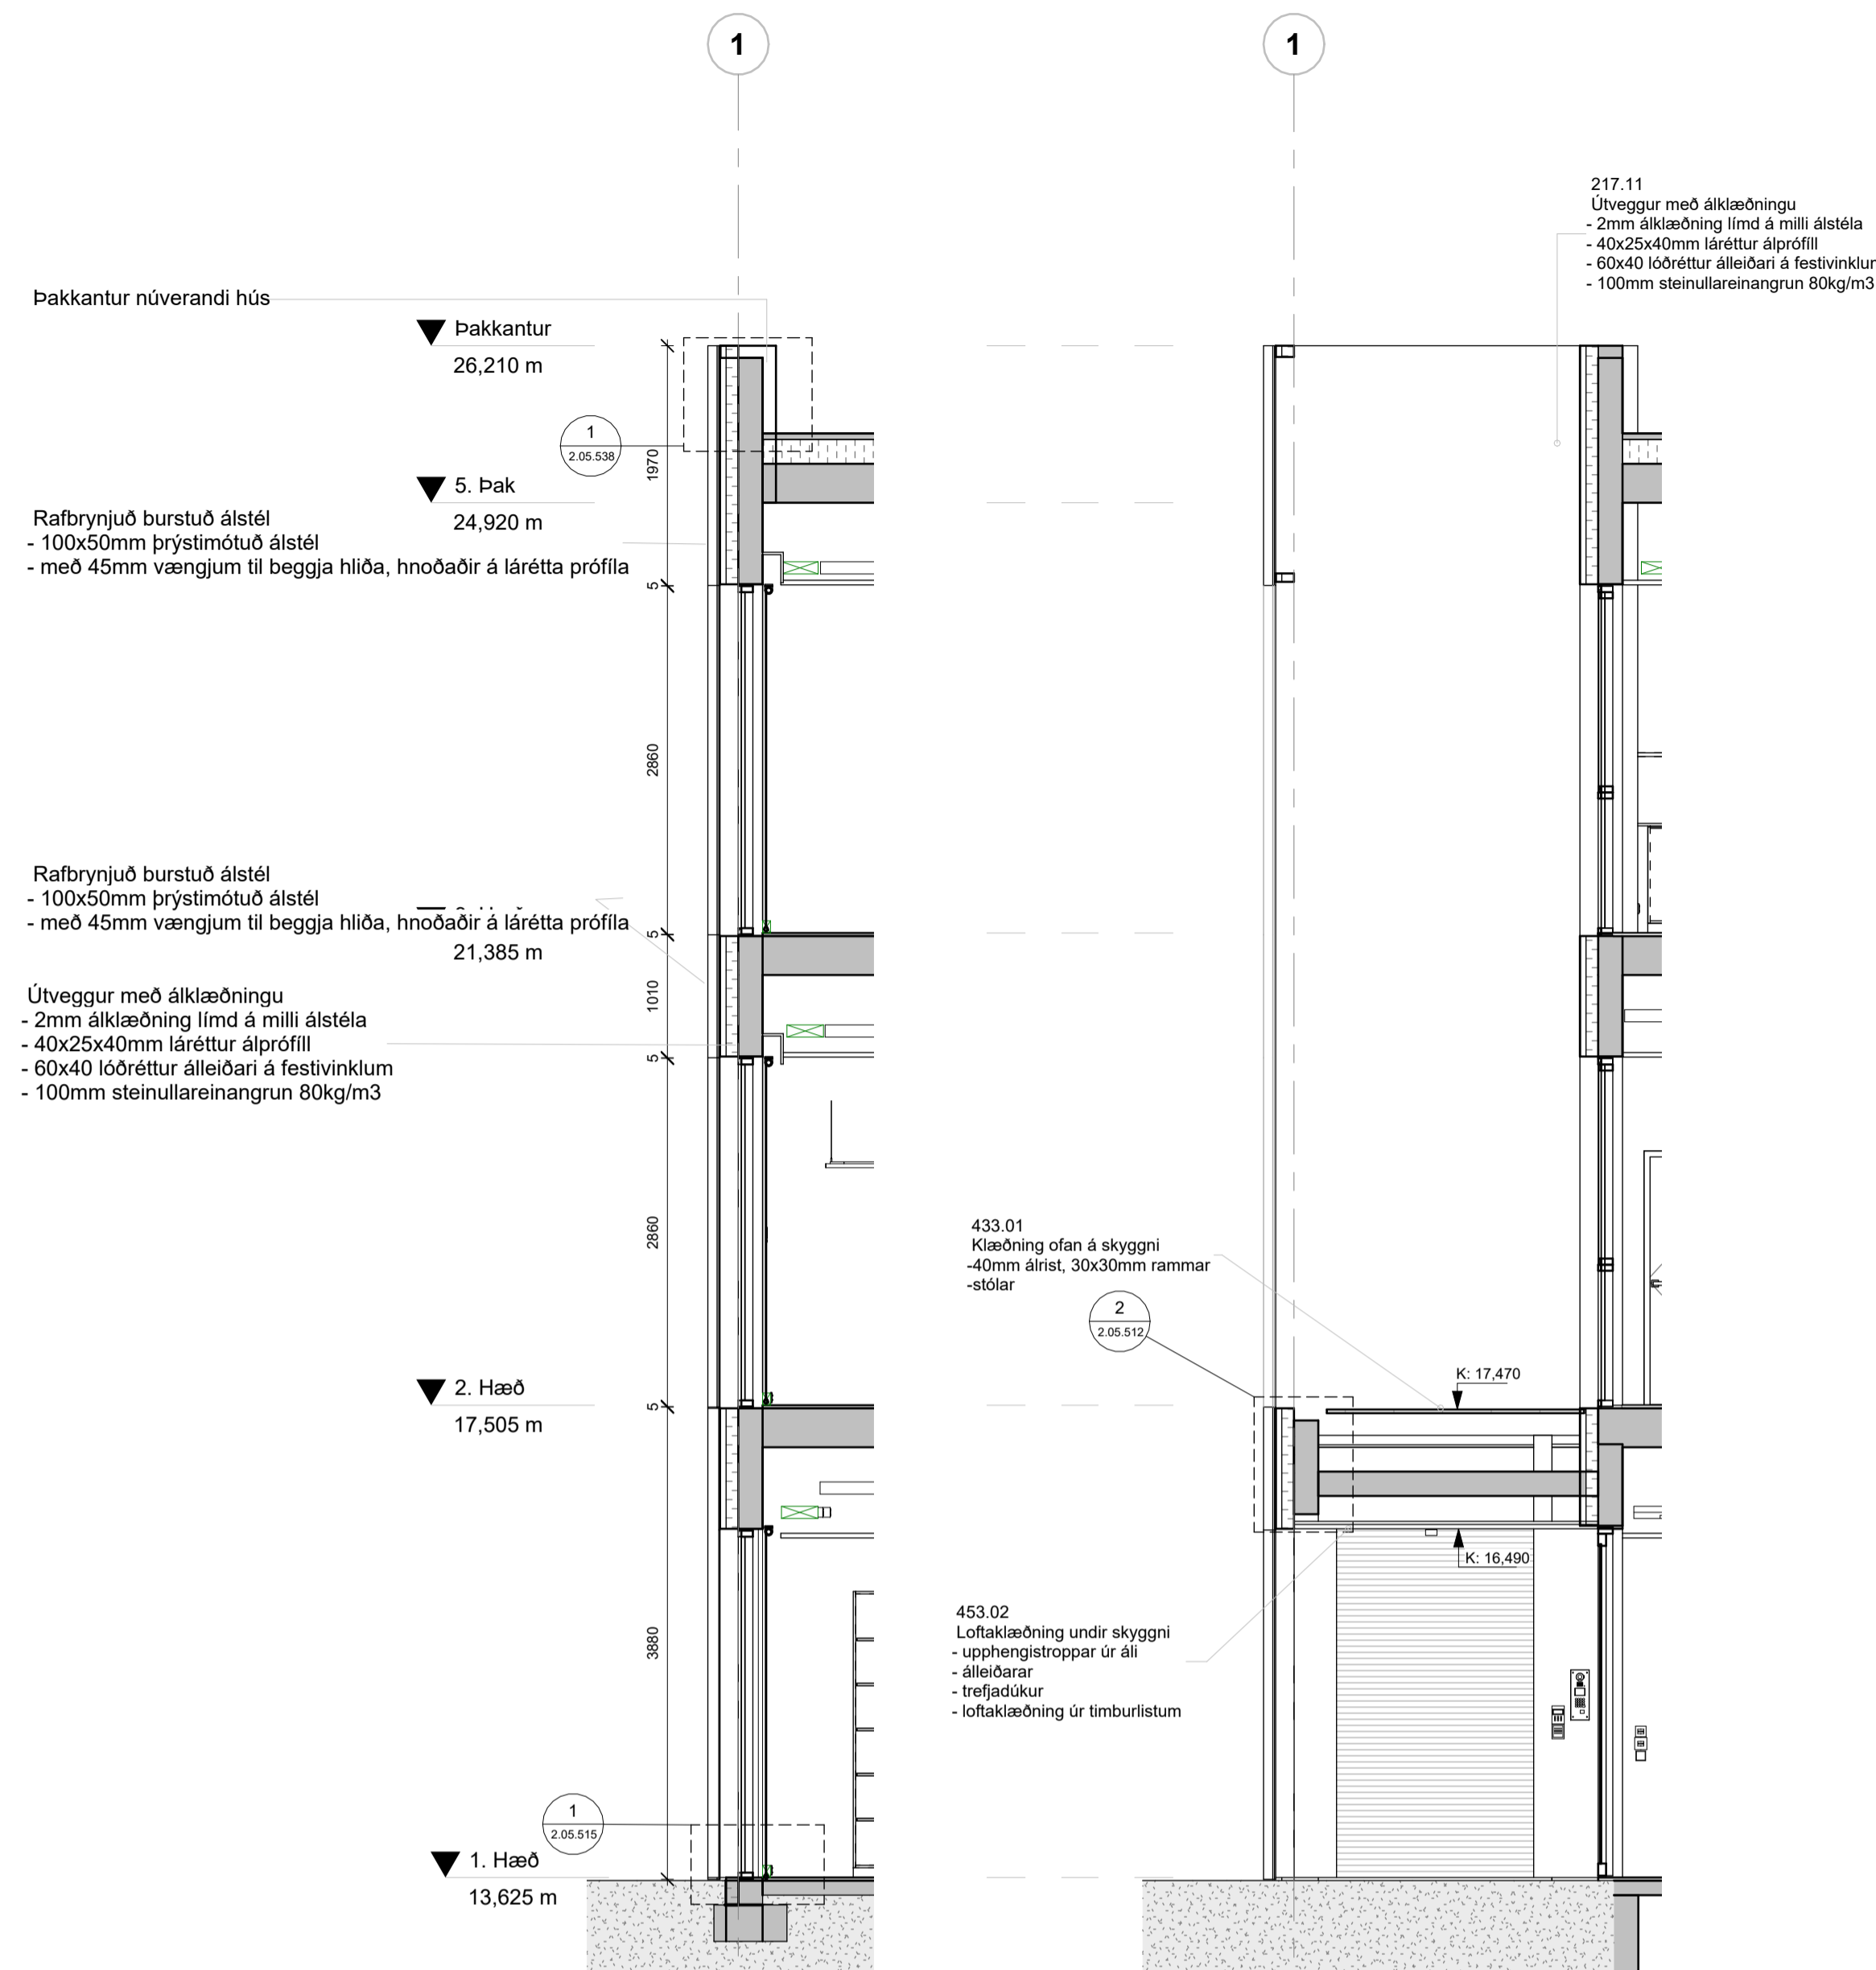 1
1
217.11
Útveggur með álklæðningu
- 2mm álklæðning límd á milli álstéla
- 40x25x40mm láréttur álprófíll
- 60x40 lóðréttur álleiðari á festivinklum
- 100mm steinullareinangrun 80kg/m3
Þakkantur núverandi hús
Þakkantur
26,210 m
1
2.05.538
1970
5. Þak
24,920 m
Rafbrynjuð burstuð álstél
- 100x50mm þrýstimótuð álstél
- með 45mm vængjum til beggja hliða, hnoðaðir á lárétta prófíla
5
2860
Rafbrynjuð burstuð álstél
- 100x50mm þrýstimótuð álstél
- með 45mm vængjum til beggja hliða, hnoðaðir á lárétta prófíla
21,385 m
5
1010
5
Útveggur með álklæðningu
- 2mm álklæðning límd á milli álstéla
- 40x25x40mm láréttur álprófíll
- 60x40 lóðréttur álleiðari á festivinklum
- 100mm steinullareinangrun 80kg/m3
2860
433.01
Klæðning ofan á skyggni
-40mm álrist, 30x30mm rammar
-stólar
2
2.05.512
K: 17,470
2. Hæð
17,505 m
5
K: 16,490
453.02
Loftaklæðning undir skyggni
- upphengistroppar úr áli
- álleiðarar
- trefjadúkur
- loftaklæðning úr timburlistum
3880
1
2.05.515
1. Hæð
13,625 m